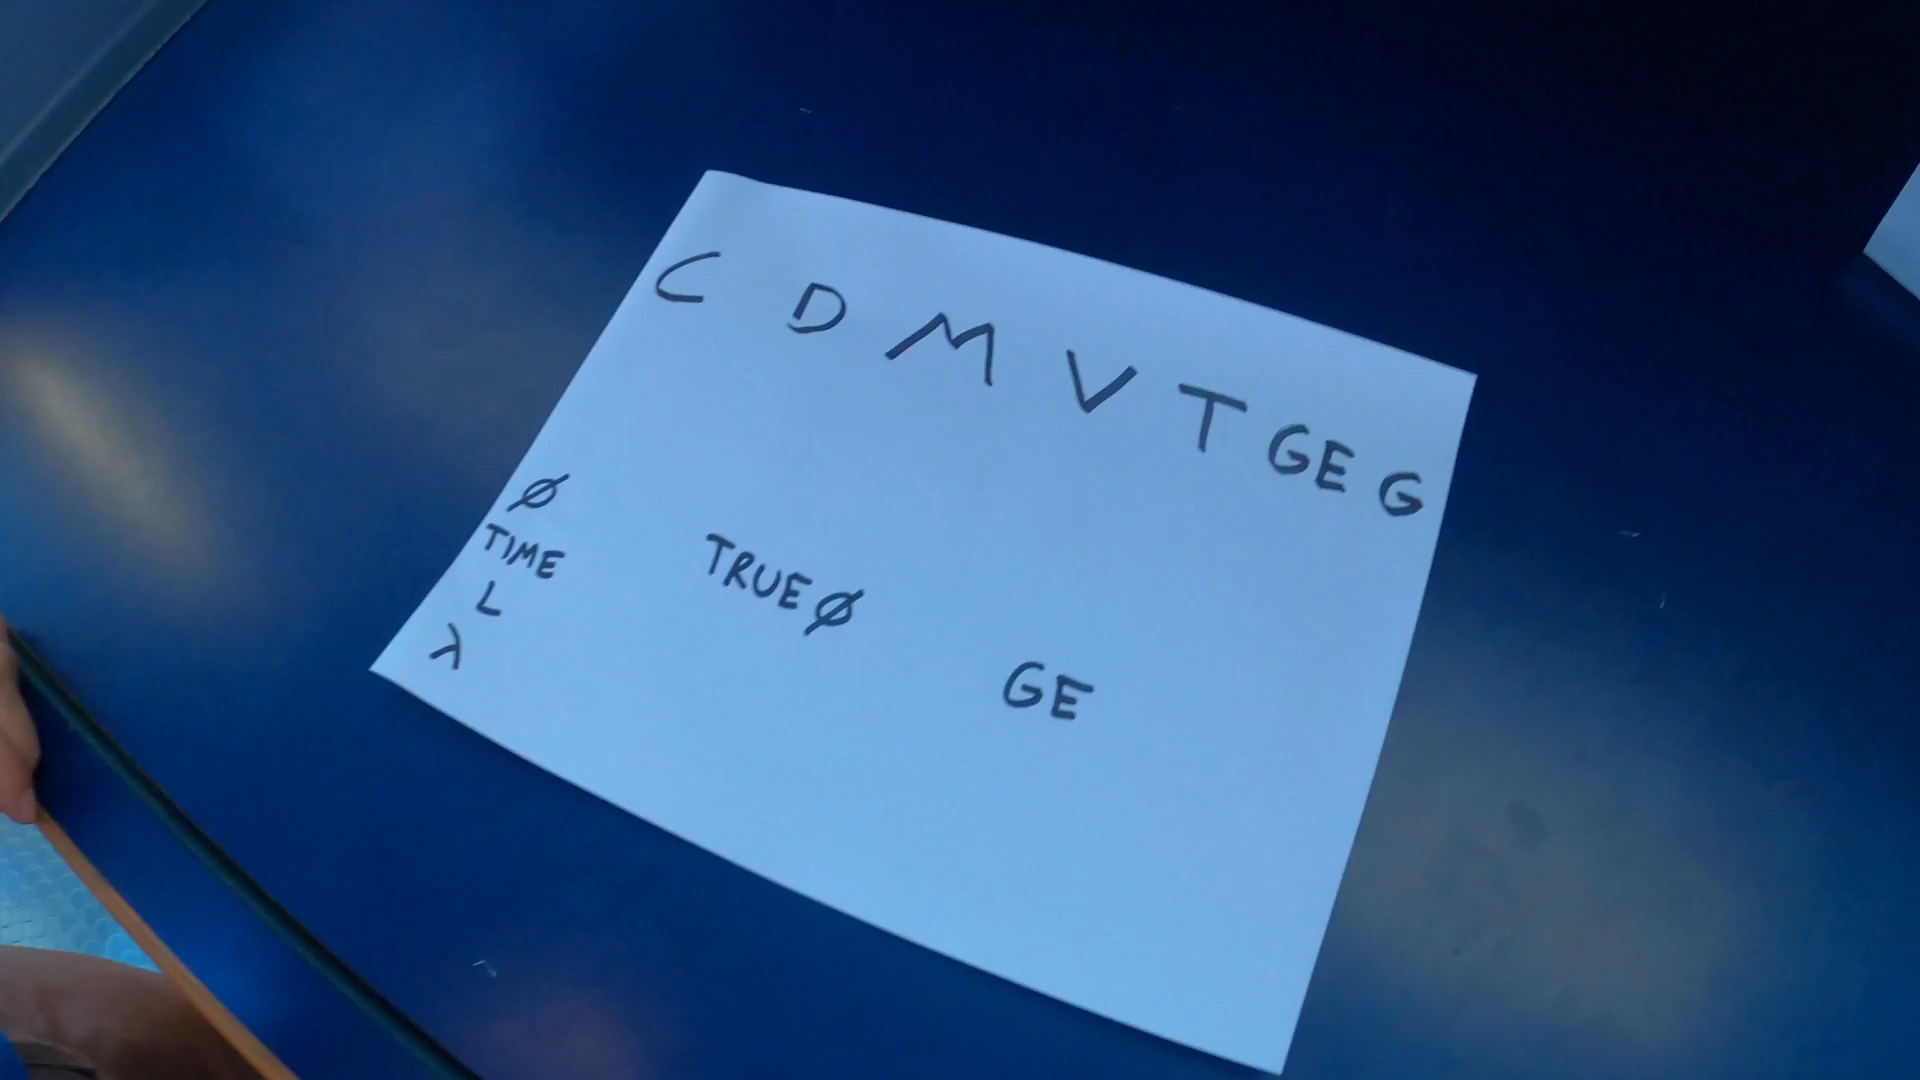 C D M V T GE G
Ø
TIME
L
λ
TRUE Ø
GE